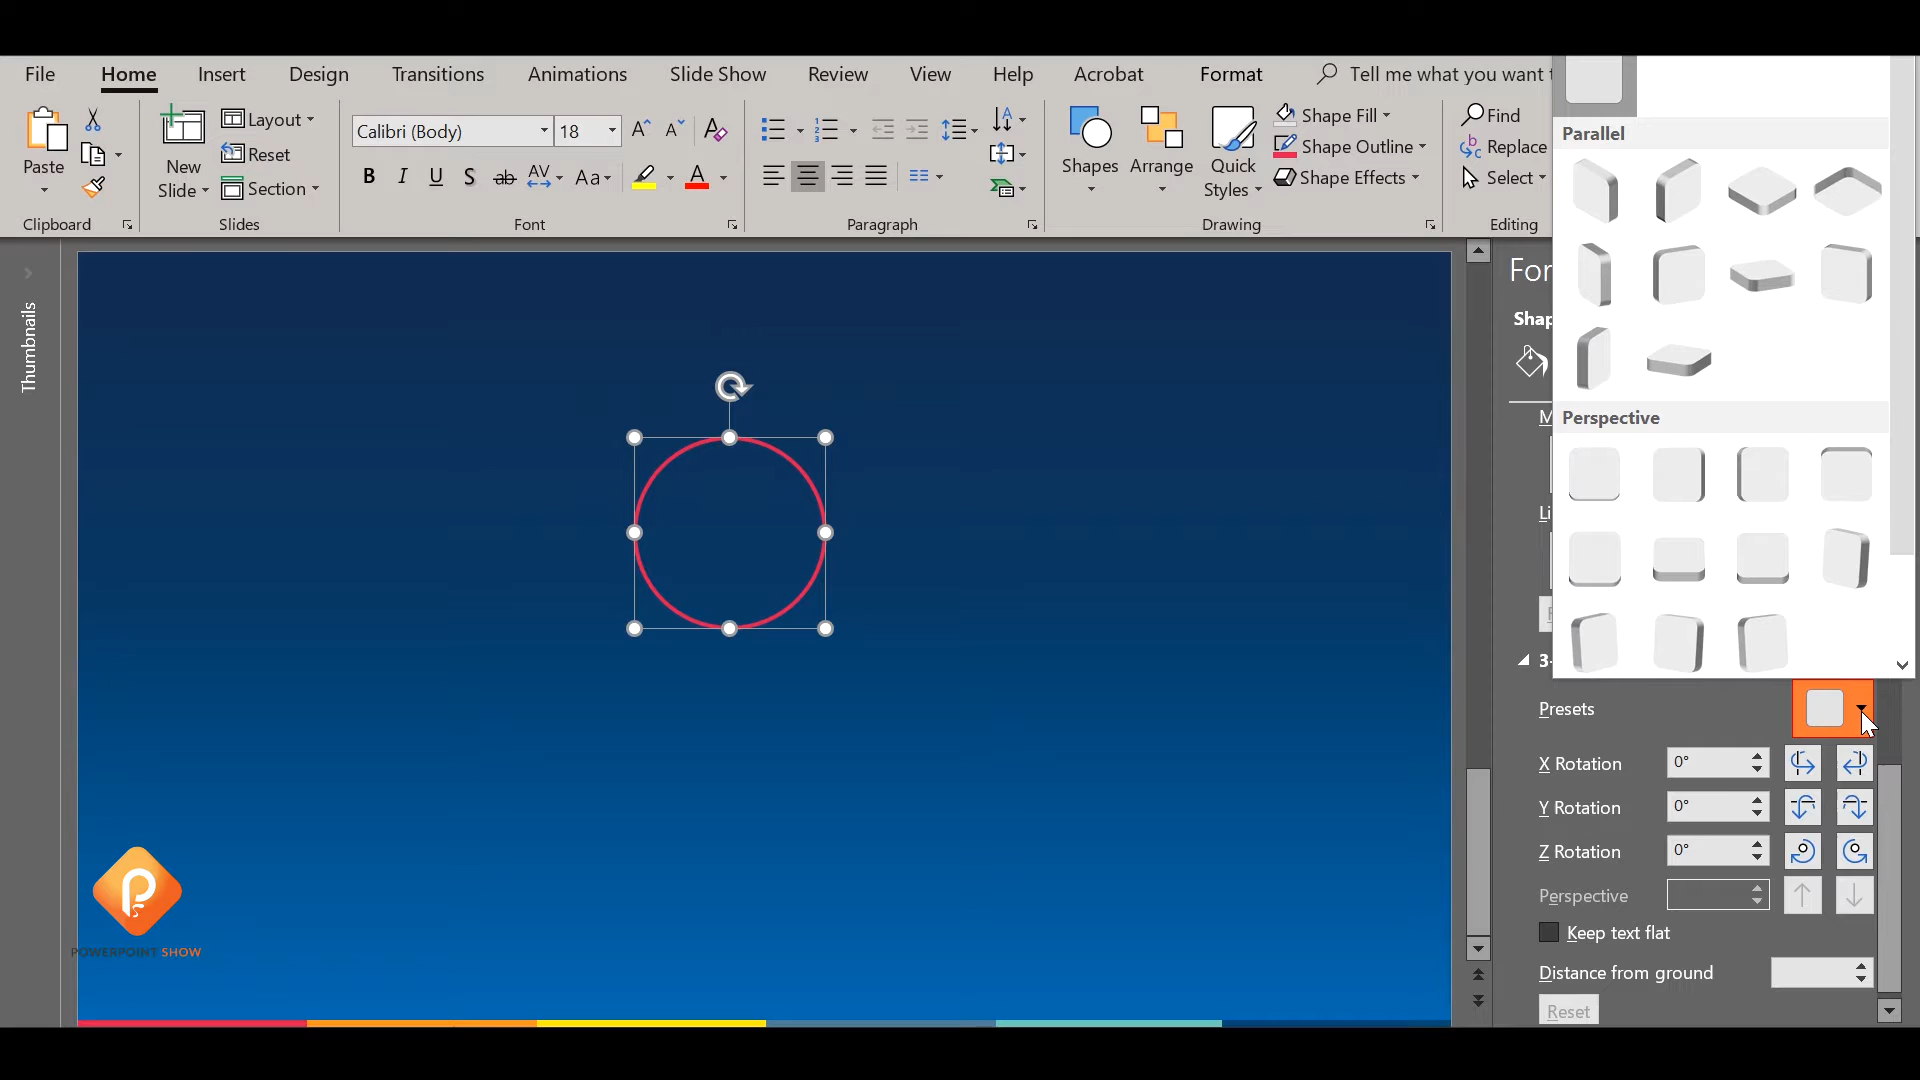 File Home Insert Design Transitions Animations Slide Show Review View Help Acrobat Format Tell me what you want t
Paste
New
Slide
Layout
Reset
Section
Calibri (Body) 18
B I U S ab AV Aa A
Shapes
Arrange
Quick
Styles
Shape Fill
Shape Outline
Shape Effects
Find
Replace
Select
Clipboard Slides Font Paragraph Drawing Editing
Thumbnails
POWERPOINT SHOW
Parallel
Perspective
For
Shap
M
Li
3-
Presets
X Rotation 0°
Y Rotation 0°
Z Rotation 0°
Perspective
Keep text flat
Distance from ground
Reset